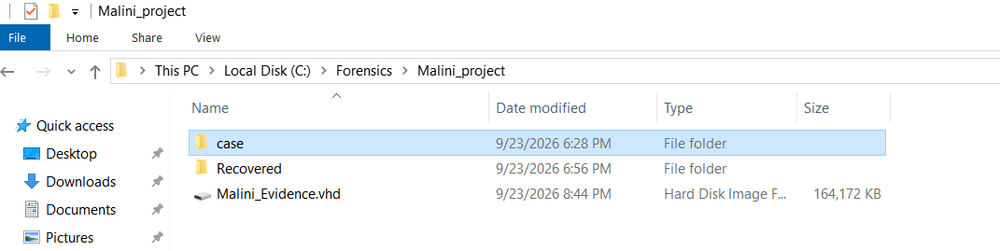 Malini_project
File Home Share View
This PC Local Disk (C:) Forensics Malini_project
Name Date modified Type Size
Quick access
Desktop
Downloads
Documents
Pictures
case 9/23/2026 6:28 PM File folder
Recovered 9/23/2026 6:56 PM File folder
Malini_Evidence.vhd 9/23/2026 8:44 PM Hard Disk Image F... 164,172 KB